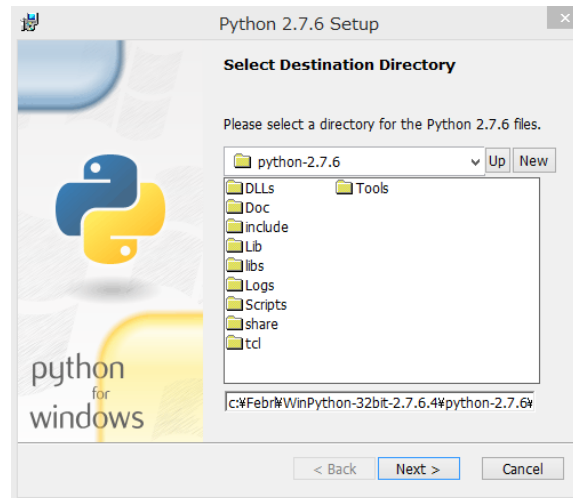 Python 2.7.6 Setup
Select Destination Directory
Please select a directory for the Python 2.7.6 files.
python-2.7.6
Up
New
DLLs
Tools
Doc
include
Lib
libs
Logs
Scripts
share
tcl
c:¥Febr¥WinPython-32bit-2.7.6.4¥python-2.7.6¥
python
for
windows
< Back
Next >
Cancel